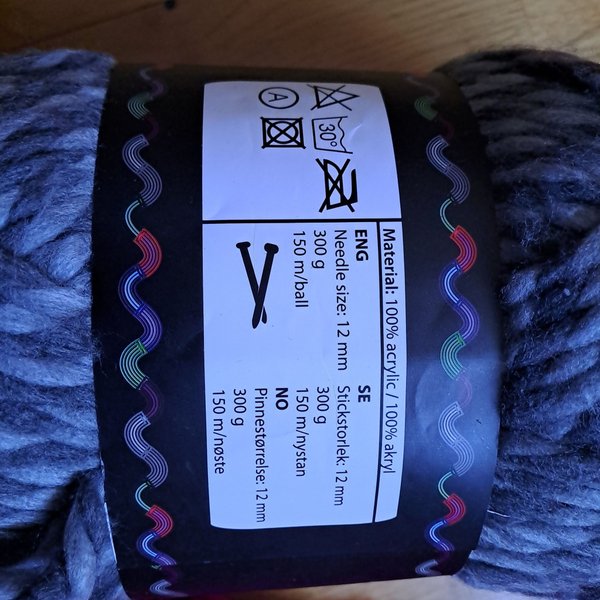 A
30°
Material: 100% acrylic / 100% akryl
ENG
Needle size: 12 mm
300 g
150 m/ball
SE
Stickstorlek: 12 mm
300 g
150 m/nystan
NO
Pinnestørrelse: 12 mm
300 g
150 m/nøste